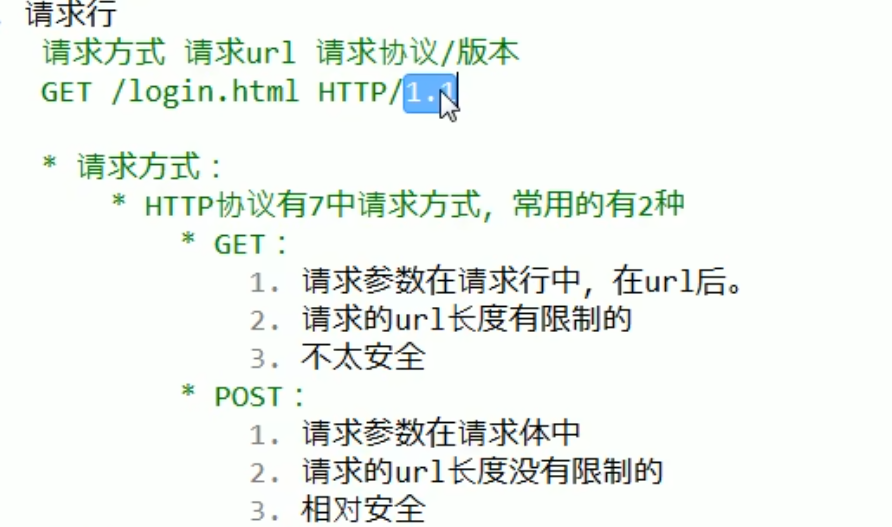 请求行
请求方式 请求url 请求协议/版本
GET /login.html HTTP/1.1
* 请求方式：
* HTTP协议有7中请求方式，常用的有2种
* GET：
1. 请求参数在请求行中，在url后。
2. 请求的url长度有限制的
3. 不太安全
* POST：
1. 请求参数在请求体中
2. 请求的url长度没有限制的
3. 相对安全